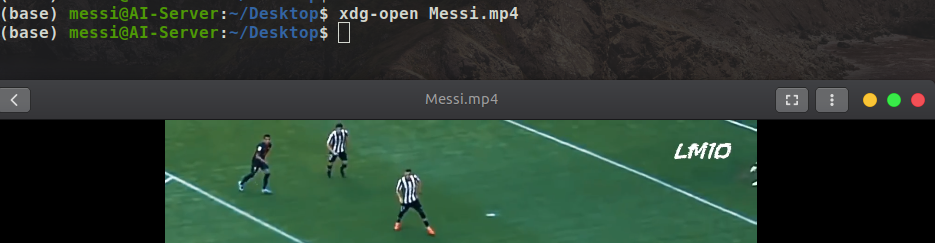 (base) messi@AI-Server:~/Desktop$ xdg-open Messi.mp4
(base) messi@AI-Server:~/Desktop$
Messi.mp4
LM10